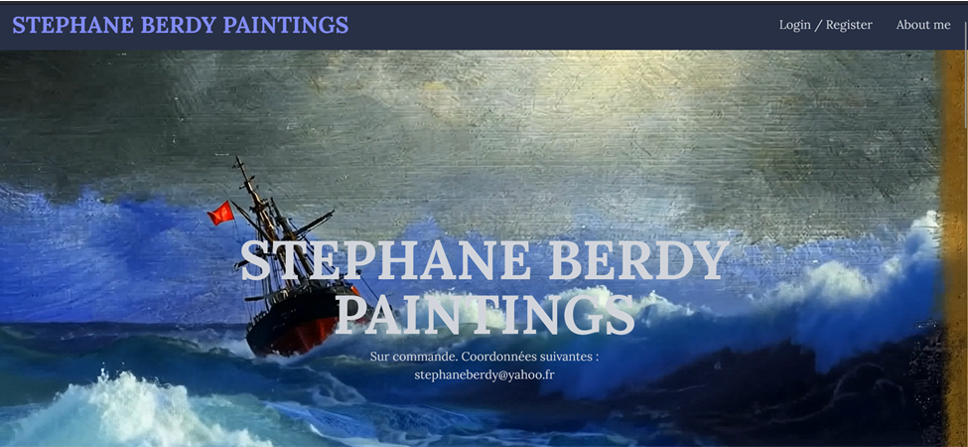 STEPHANE BERDY PAINTINGS
Login / Register
About me
STEPHANE BERDY
PAINTINGS
Sur commande. Coordonnées suivantes :
stephaneberdy@yahoo.fr